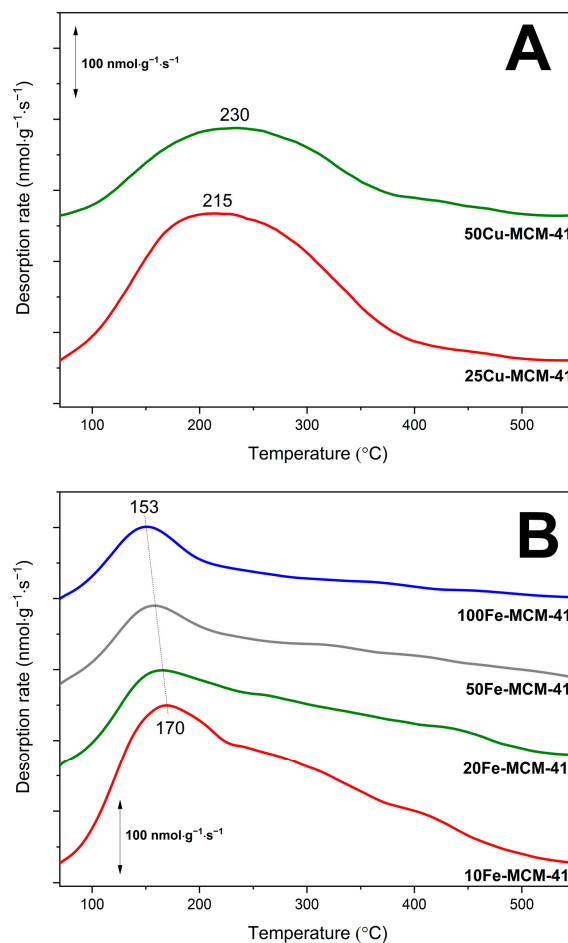 A
100 nmol·g⁻¹·s⁻¹
230
50Cu-MCM-41
215
25Cu-MCM-41
Desorption rate (nmol·g⁻¹·s⁻¹)
100 200 300 400 500
Temperature (°C)
B
153
100Fe-MCM-41
50Fe-MCM-41
20Fe-MCM-41
170
100 nmol·g⁻¹·s⁻¹
10Fe-MCM-41
Desorption rate (nmol·g⁻¹·s⁻¹)
100 200 300 400 500
Temperature (°C)